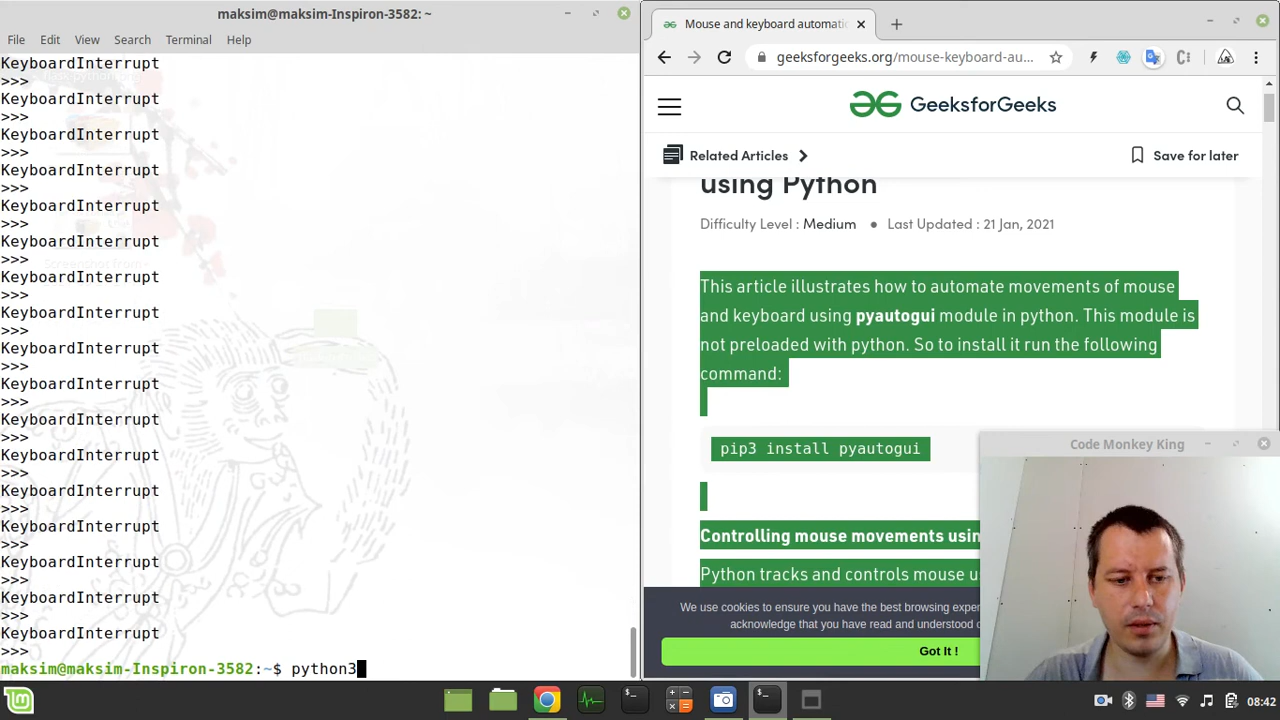 maksim@maksim-Inspiron-3582: ~
File Edit View Search Terminal Help
KeyboardInterrupt
>>>
KeyboardInterrupt
>>>
KeyboardInterrupt
>>>
KeyboardInterrupt
>>>
KeyboardInterrupt
>>>
KeyboardInterrupt
>>>
KeyboardInterrupt
>>>
KeyboardInterrupt
>>>
KeyboardInterrupt
>>>
KeyboardInterrupt
>>>
KeyboardInterrupt
>>>
KeyboardInterrupt
>>>
KeyboardInterrupt
>>>
KeyboardInterrupt
>>>
KeyboardInterrupt
>>>
KeyboardInterrupt
>>>
KeyboardInterrupt
>>>
maksim@maksim-Inspiron-3582:~$ python3
Mouse and keyboard automatic
geeksforgeeks.org/mouse-keyboard-au...
GeeksforGeeks
Related Articles
Save for later
using Python
Difficulty Level : Medium ● Last Updated : 21 Jan, 2021
This article illustrates how to automate movements of mouse
and keyboard using pyautogui module in python. This module is
not preloaded with python. So to install it run the following
command:
pip3 install pyautogui
Controlling mouse movements usin
Python tracks and controls mouse u
We use cookies to ensure you have the best browsing exper
acknowledge that you have read and understood
Got It !
Code Monkey King
08:42